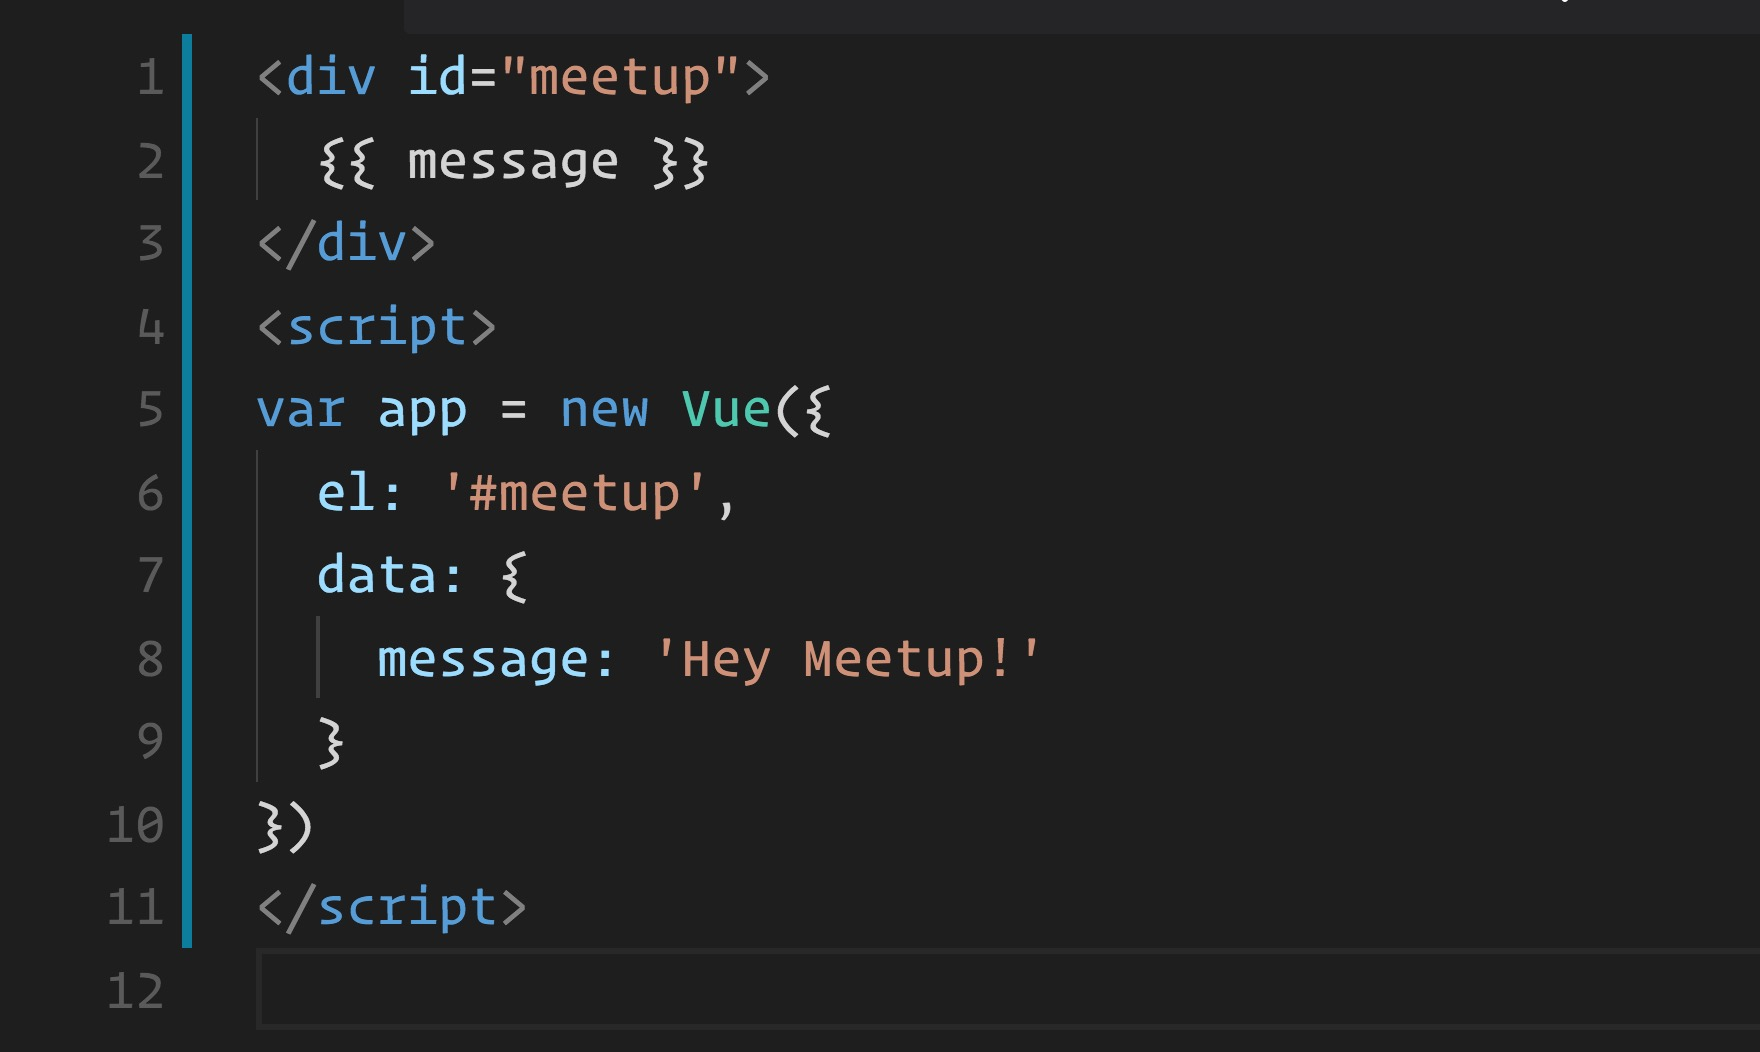 1 <div id="meetup">
2   {{ message }}
3 </div>
4 <script>
5 var app = new Vue({
6   el: '#meetup',
7   data: {
8     message: 'Hey Meetup!'
9   }
10 })
11 </script>
12